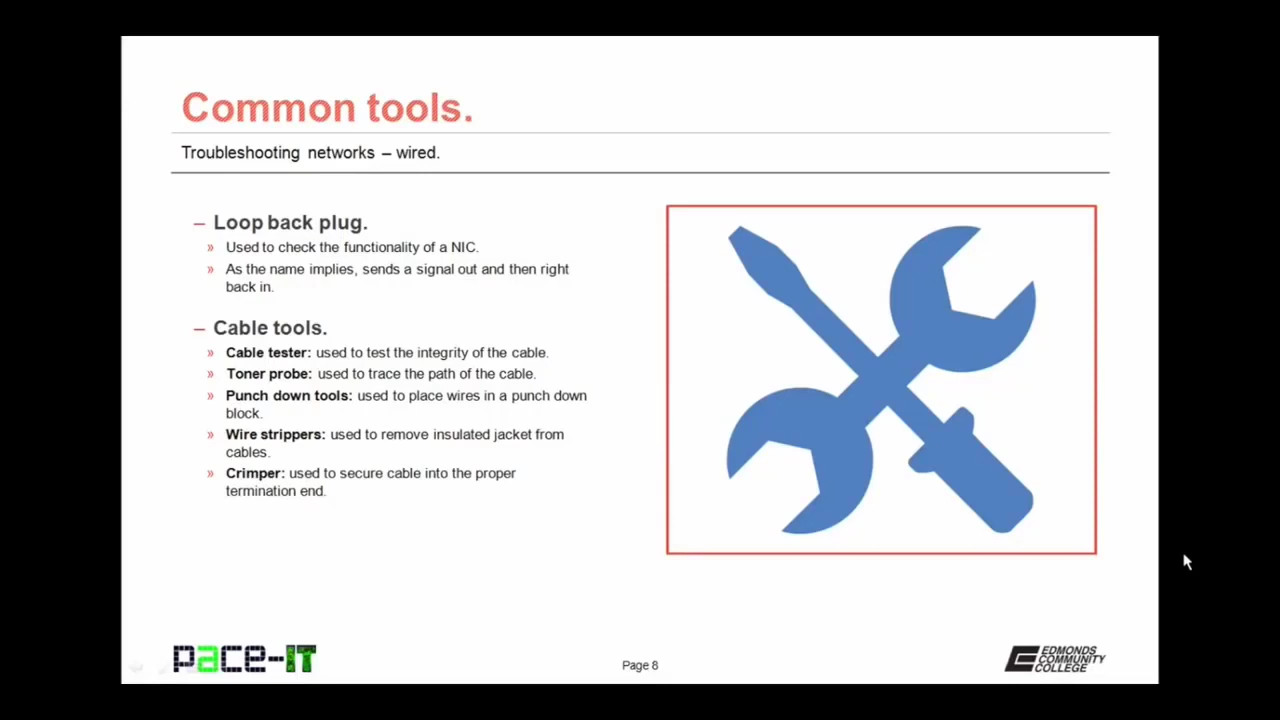 Common tools.
Troubleshooting networks – wired.
– Loop back plug.
» Used to check the functionality of a NIC.
» As the name implies, sends a signal out and then right
back in.
– Cable tools.
» Cable tester: used to test the integrity of the cable.
» Toner probe: used to trace the path of the cable.
» Punch down tools: used to place wires in a punch down
block.
» Wire strippers: used to remove insulated jacket from
cables.
» Crimper: used to secure cable into the proper
termination end.
pace-IT
Page 8
EDMONDS
COMMUNITY
COLLEGE